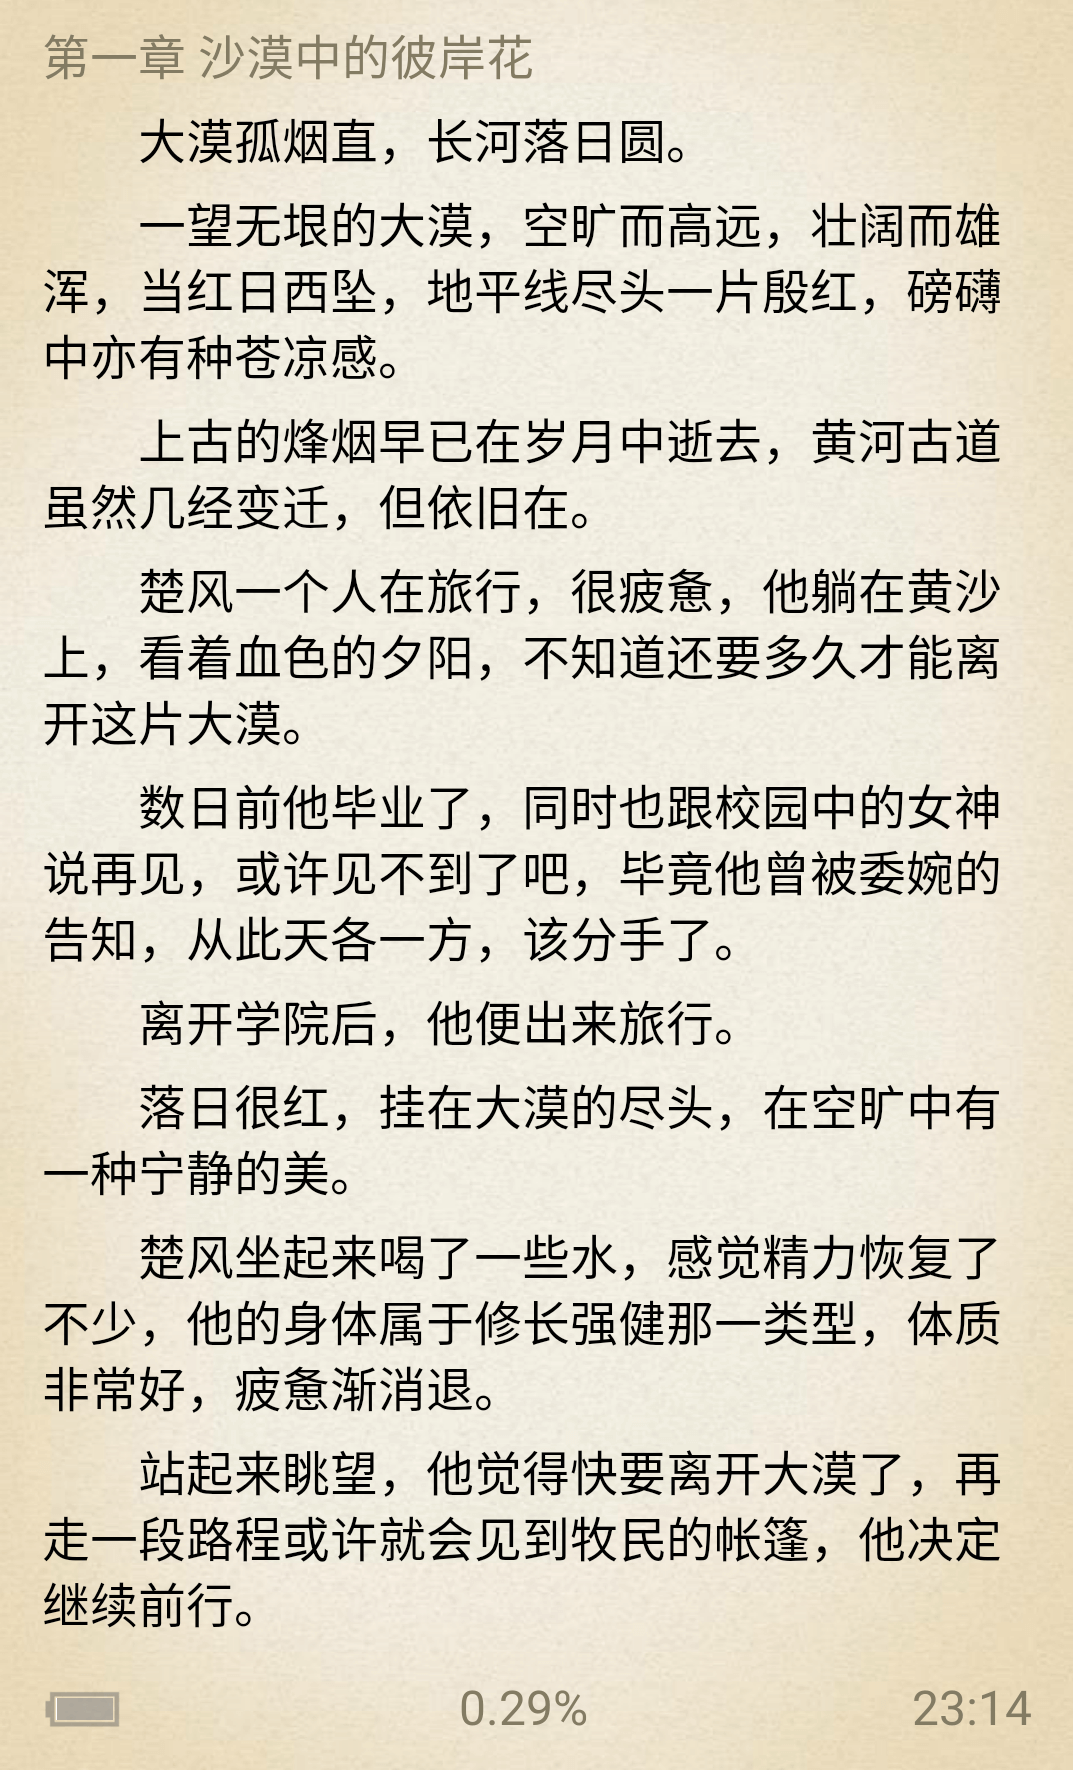 第一章 沙漠中的彼岸花
大漠孤烟直，长河落日圆。
一望无垠的大漠，空旷而高远，壮阔而雄
浑，当红日西坠，地平线尽头一片殷红，磅礴
中亦有种苍凉感。
上古的烽烟早已在岁月中逝去，黄河古道
虽然几经变迁，但依旧在。
楚风一个人在旅行，很疲惫，他躺在黄沙
上，看着血色的夕阳，不知道还要多久才能离
开这片大漠。
数日前他毕业了，同时也跟校园中的女神
说再见，或许见不到了吧，毕竟他曾被委婉的
告知，从此天各一方，该分手了。
离开学院后，他便出来旅行。
落日很红，挂在大漠的尽头，在空旷中有
一种宁静的美。
楚风坐起来喝了一些水，感觉精力恢复了
不少，他的身体属于修长强健那一类型，体质
非常好，疲惫渐消退。
站起来眺望，他觉得快要离开大漠了，再
走一段路程或许就会见到牧民的帐篷，他决定
继续前行。
0.29%
23:14